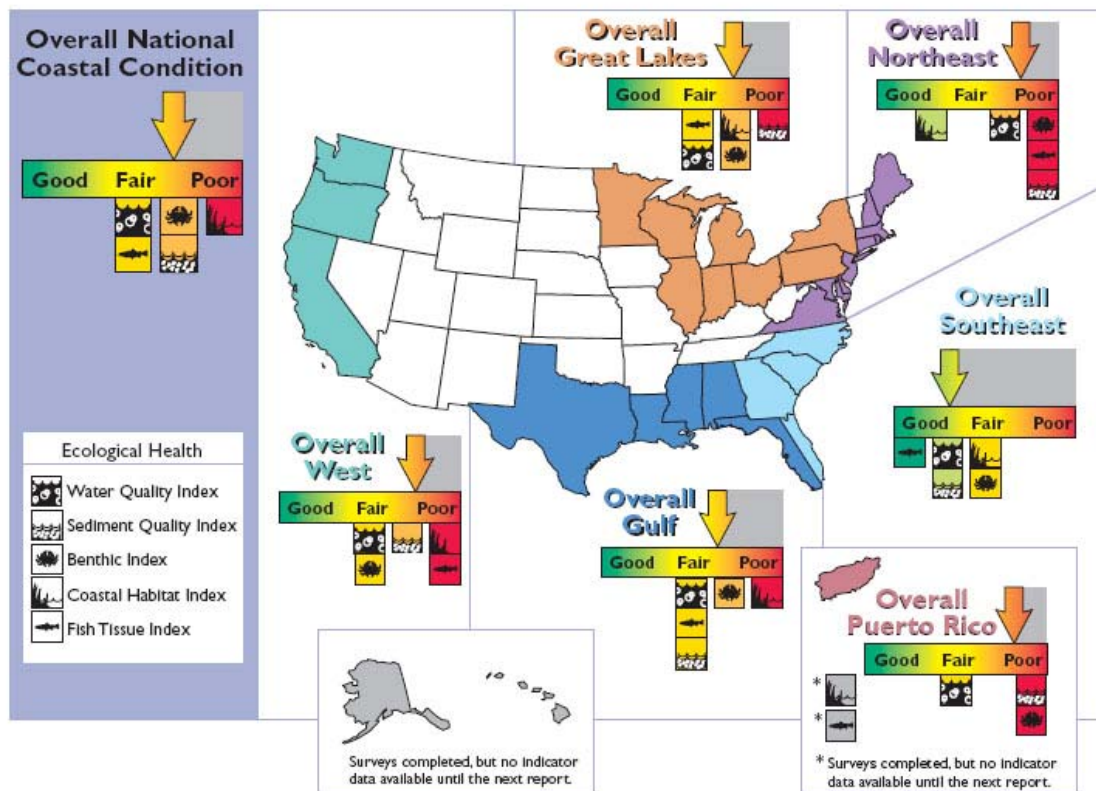 Overall National
Coastal Condition
Good Fair Poor
Ecological Health
Water Quality Index
Sediment Quality Index
Benthic Index
Coastal Habitat Index
Fish Tissue Index
Overall
Great Lakes
Good Fair Poor
Overall
Northeast
Good Fair Poor
Overall
Southeast
Good Fair Poor
Overall
West
Good Fair Poor
Overall
Gulf
Good Fair Poor
Overall
Puerto Rico
Good Fair Poor
*
*
* Surveys completed, but no indicator
data available until the next report.
Surveys completed, but no indicator
data available until the next report.